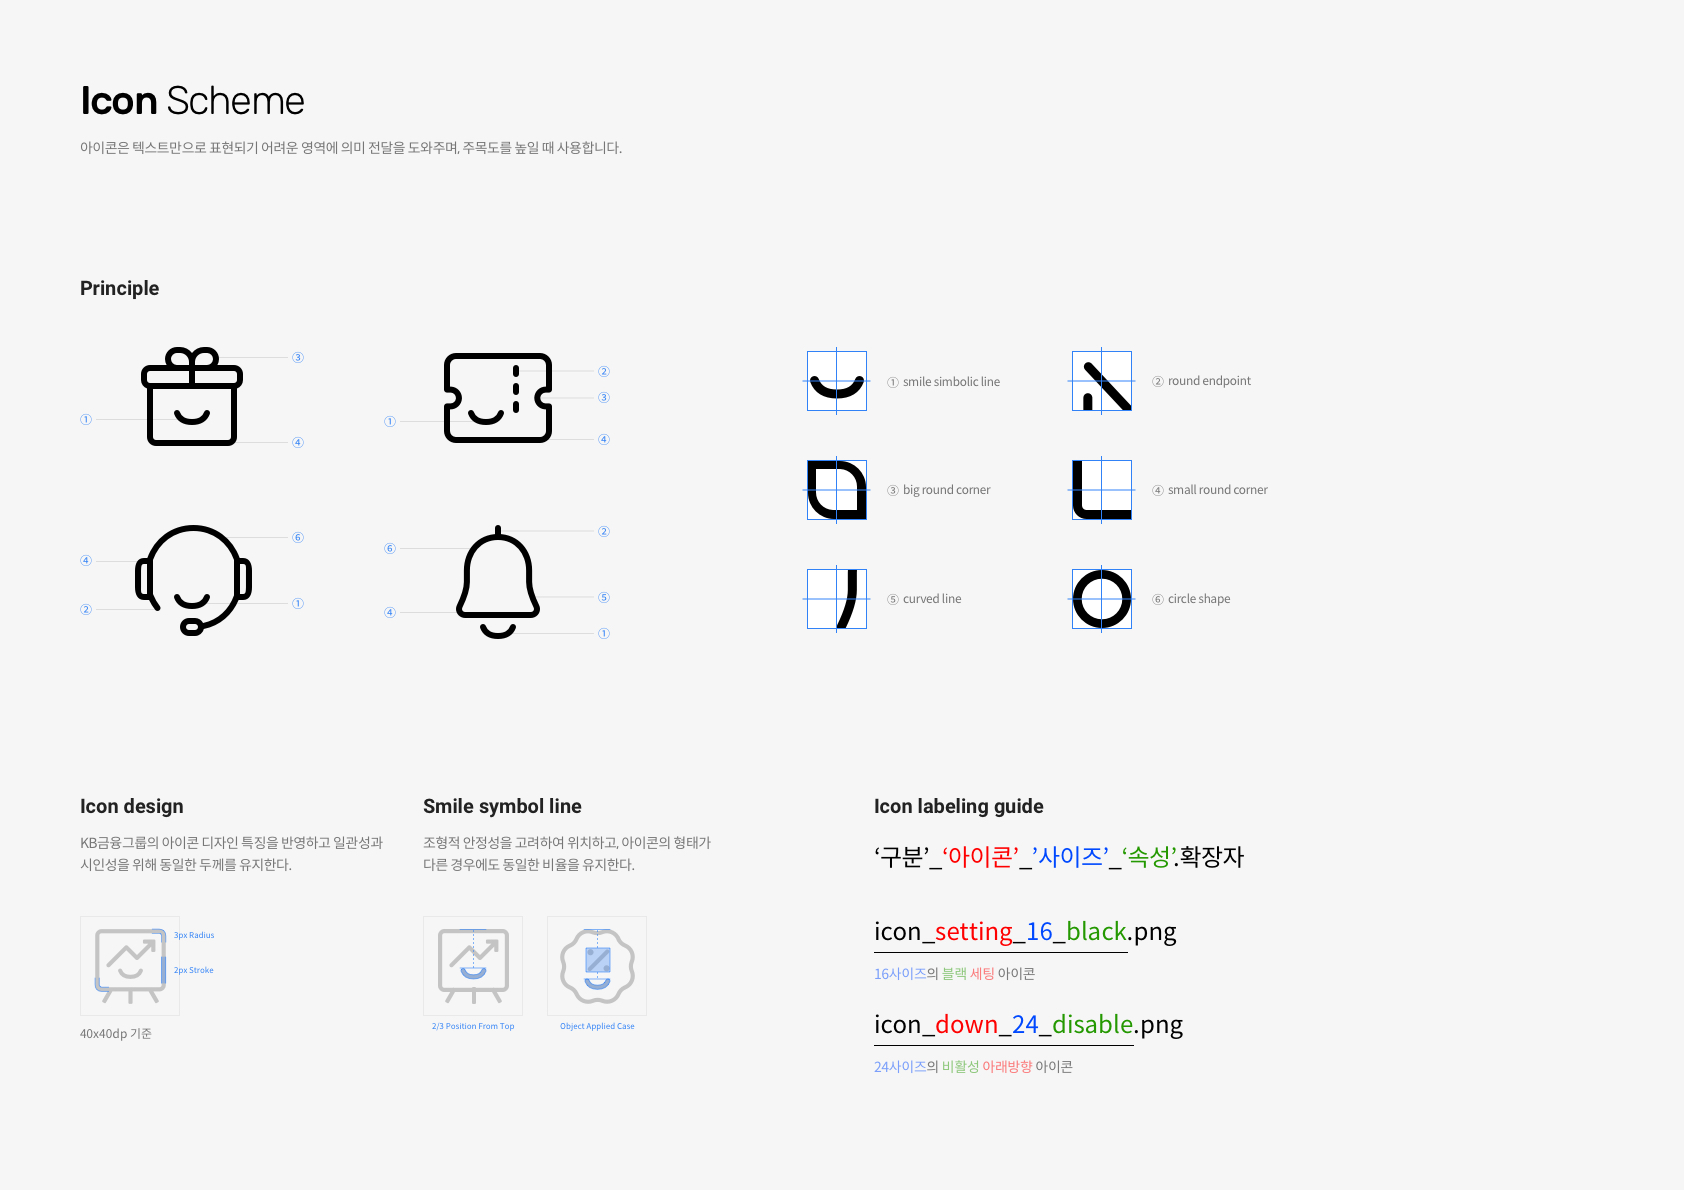 Icon Scheme
아이콘은 텍스트만으로 표현되기 어려운 영역에 의미 전달을 도와주며, 주목도를 높일 때 사용합니다.
Principle
③
①
④
②
③
①
④
⑥
④
①
②
②
⑥
⑤
④
①
① smile simbolic line
② round endpoint
③ big round corner
④ small round corner
⑤ curved line
⑥ circle shape
Icon design
KB금융그룹의 아이콘 디자인 특징을 반영하고 일관성과
시인성을 위해 동일한 두께를 유지한다.
3px Radius
2px Stroke
40x40dp 기준
Smile symbol line
조형적 안정성을 고려하여 위치하고, 아이콘의 형태가
다른 경우에도 동일한 비율을 유지한다.
2/3 Position From Top
Object Applied Case
Icon labeling guide
‘구분’_‘아이콘’_’사이즈’_‘속성’.확장자
icon_setting_16_black.png
16사이즈의 블랙 세팅 아이콘
icon_down_24_disable.png
24사이즈의 비활성 아래방향 아이콘